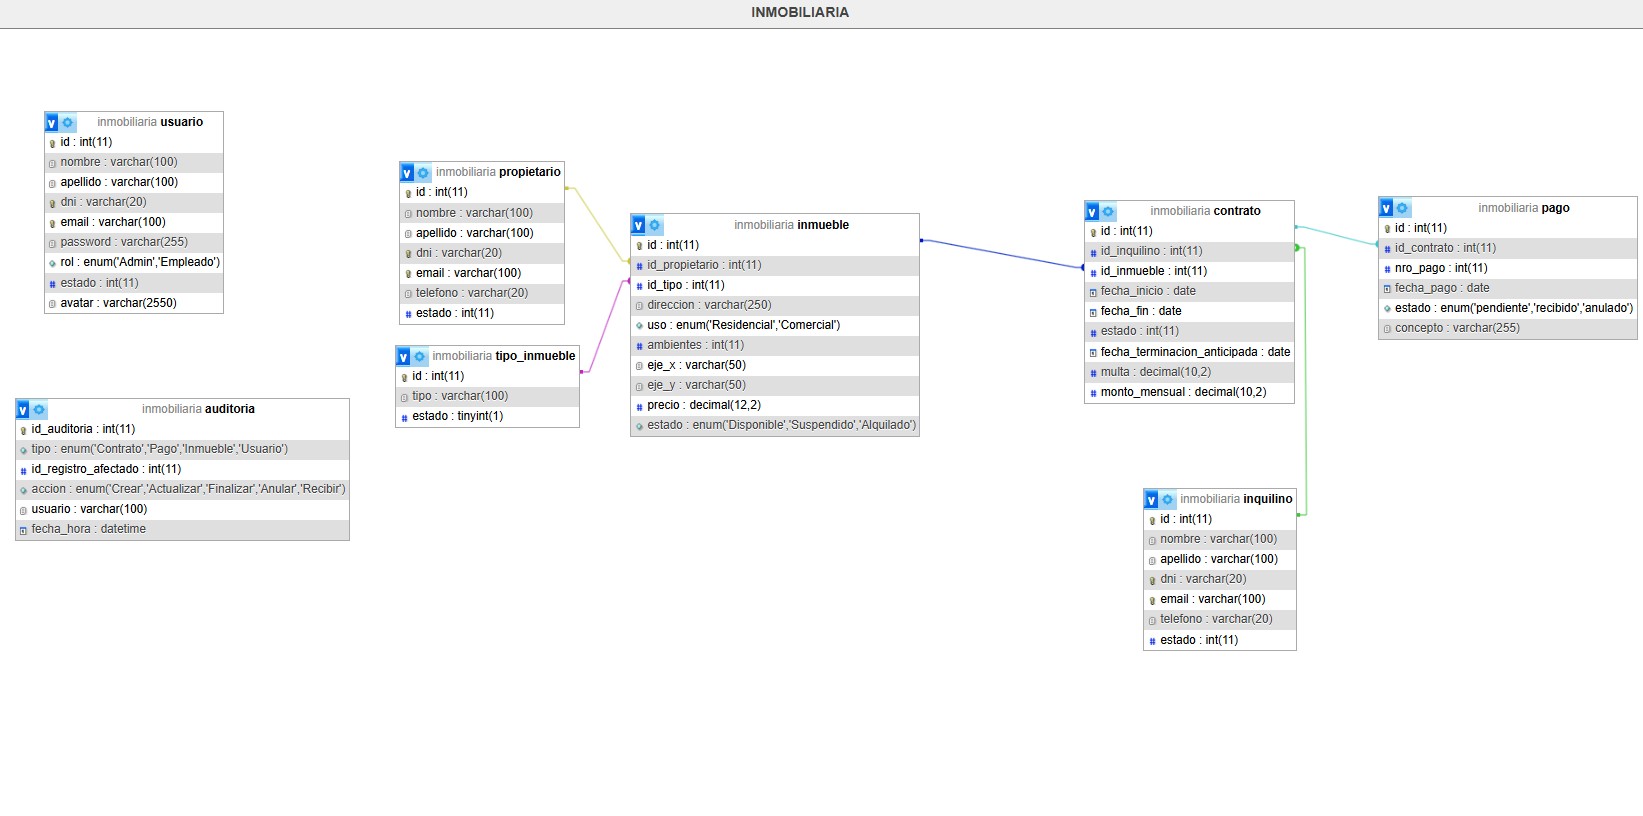 INMOBILIARIA
inmobiliaria usuario
id : int(11)
nombre : varchar(100)
apellido : varchar(100)
dni : varchar(20)
email : varchar(100)
password : varchar(255)
rol : enum('Admin','Empleado')
estado : int(11)
avatar : varchar(2550)
inmobiliaria auditoria
id_auditoria : int(11)
tipo : enum('Contrato','Pago','Inmueble','Usuario')
id_registro_afectado : int(11)
accion : enum('Crear','Actualizar','Finalizar','Anular','Recibir')
usuario : varchar(100)
fecha_hora : datetime
inmobiliaria propietario
id : int(11)
nombre : varchar(100)
apellido : varchar(100)
dni : varchar(20)
email : varchar(100)
telefono : varchar(20)
estado : int(11)
inmobiliaria tipo_inmueble
id : int(11)
tipo : varchar(100)
estado : tinyint(1)
inmobiliaria inmueble
id : int(11)
id_propietario : int(11)
id_tipo : int(11)
direccion : varchar(250)
uso : enum('Residencial','Comercial')
ambientes : int(11)
eje_x : varchar(50)
eje_y : varchar(50)
precio : decimal(12,2)
estado : enum('Disponible','Suspendido','Alquilado')
inmobiliaria contrato
id : int(11)
id_inquilino : int(11)
id_inmueble : int(11)
fecha_inicio : date
fecha_fin : date
estado : int(11)
fecha_terminacion_anticipada : date
multa : decimal(10,2)
monto_mensual : decimal(10,2)
inmobiliaria pago
id : int(11)
id_contrato : int(11)
nro_pago : int(11)
fecha_pago : date
estado : enum('pendiente','recibido','anulado')
concepto : varchar(255)
inmobiliaria inquilino
id : int(11)
nombre : varchar(100)
apellido : varchar(100)
dni : varchar(20)
email : varchar(100)
telefono : varchar(20)
estado : int(11)